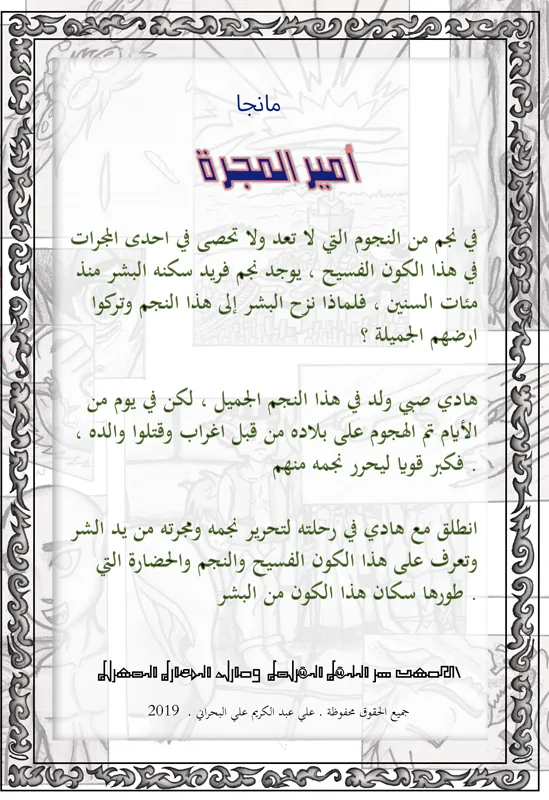 مانجا
أمير المجرة
في نجم من النجوم التي لا تعد ولا تحصى في احدى المجرات
في هذا الكون الفسيح ، يوجد نجم فريد سكنه البشر منذ
مئات السنين ، فلماذا نزح البشر إلى هذا النجم وتركوا
ارضهم الجميلة ؟
هادي صبي ولد في هذا النجم الجميل ، لكن في يوم من
الأيام تم الهجوم على بلاده من قبل اغراب وقتلوا والده ،
. فكبر قويا ليحرر نجمه منهم
انطلق مع هادي في رحلته لتحرير نجمه ومجرته من يد الشر
وتعرف على هذا الكون الفسيح والنجم والحضارة التي
. طورها سكان هذا الكون من البشر
جميع الحقوق محفوظة . علي عبد الكريم علي البحراني . 2019